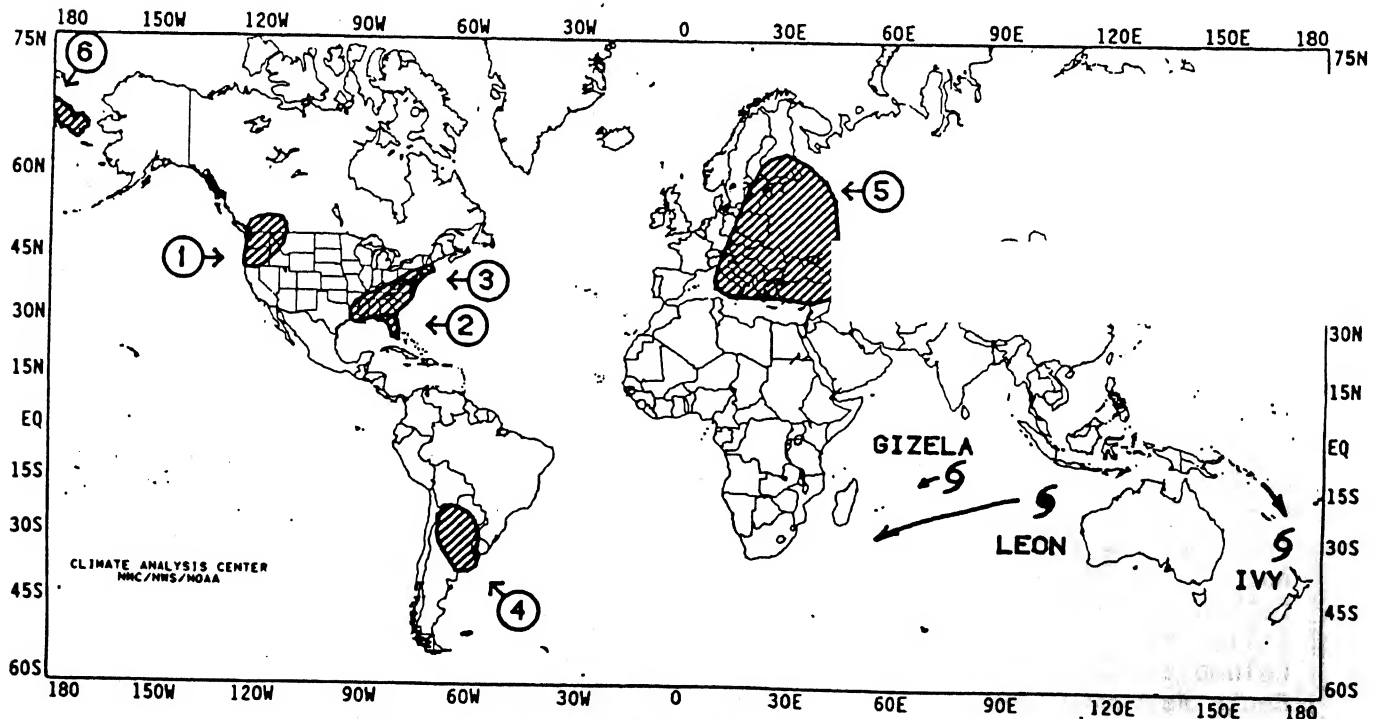 180 150W 120W 90W 60W 30W 0 30E 60E 90E 120E 150E 180
75N 75N
6
60N
5
45N
1
3
30N 30N
2
15N 15N
EQ EQ
GIZELA
15S 15S
30S 30S
LEON
IVY
CLIMATE ANALYSIS CENTER
NMC/NWS/NOAA
45S 45S
4
60S 60S
180 150W 120W 90W 60W 30W 0 30E 60E 90E 120E 150E 180